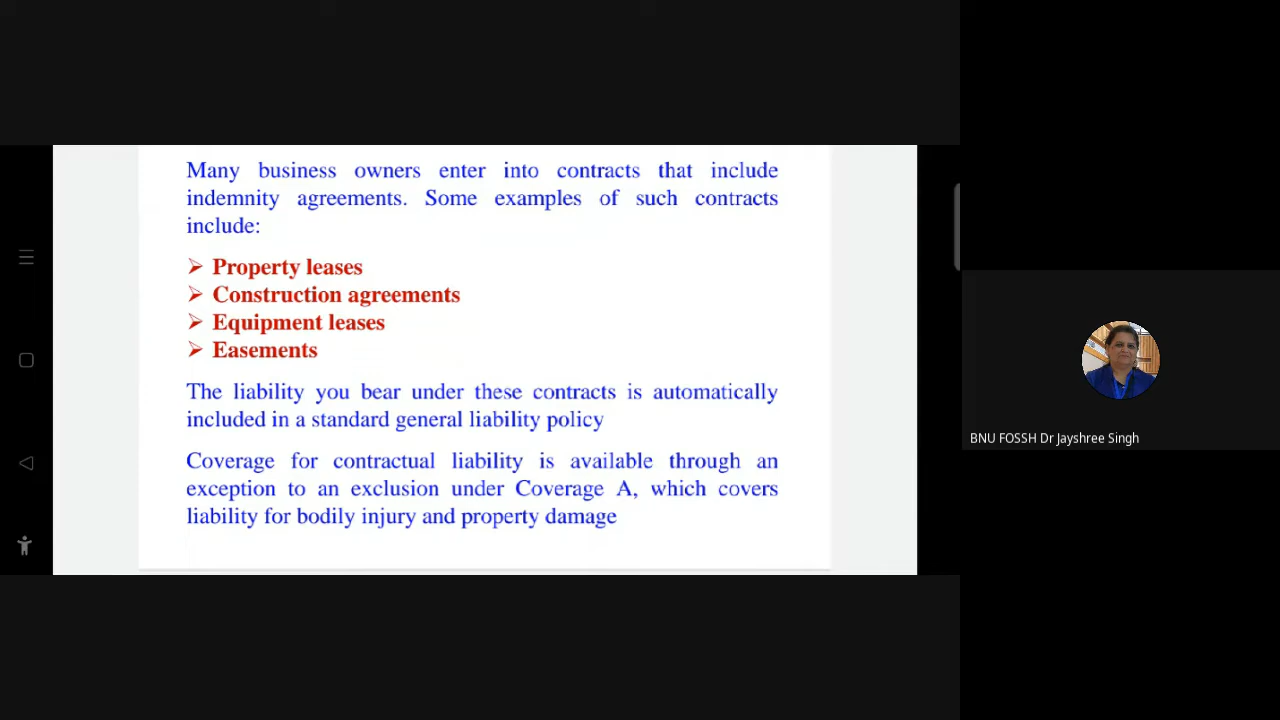 Many business owners enter into contracts that include
indemnity agreements. Some examples of such contracts
include:
Property leases
Construction agreements
Equipment leases
Easements
The liability you bear under these contracts is automatically
included in a standard general liability policy
Coverage for contractual liability is available through an
exception to an exclusion under Coverage A, which covers
liability for bodily injury and property damage
BNU FOSSH Dr Jayshree Singh